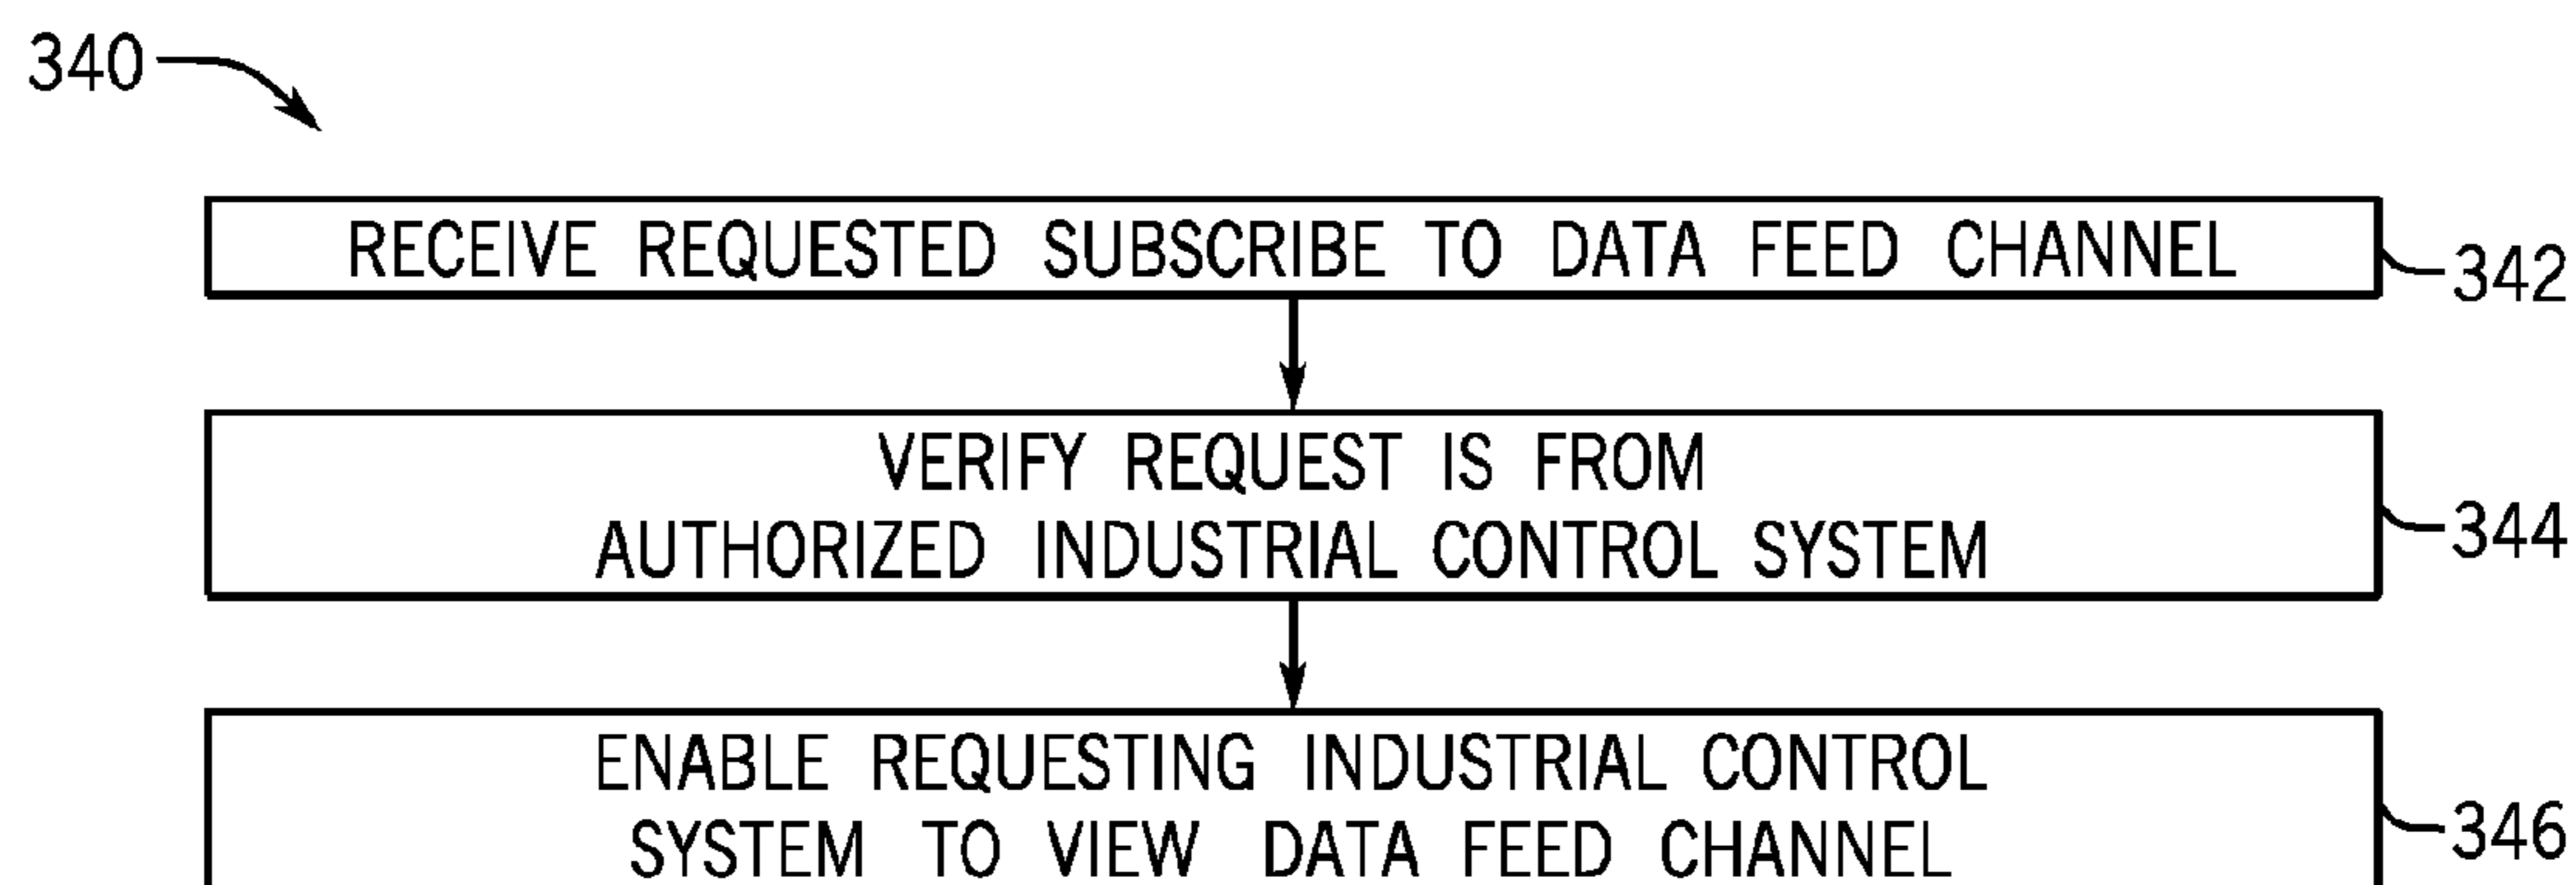 340
RECEIVE REQUESTED SUBSCRIBE TO DATA FEED CHANNEL
342
VERIFY REQUEST IS FROM
AUTHORIZED INDUSTRIAL CONTROL SYSTEM
344
ENABLE REQUESTING INDUSTRIAL CONTROL
SYSTEM TO VIEW DATA FEED CHANNEL
346